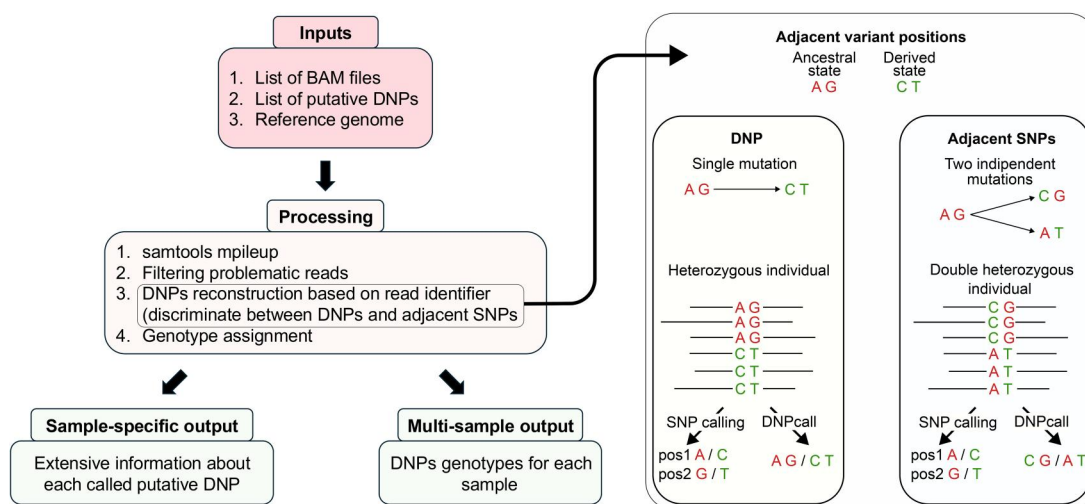 Inputs
1. List of BAM files
2. List of putative DNPs
3. Reference genome
Processing
1. samtools mpileup
2. Filtering problematic reads
3. DNPs reconstruction based on read identifier
(discriminate between DNPs and adjacent SNPs
4. Genotype assignment
Sample-specific output
Extensive information about
each called putative DNP
Multi-sample output
DNPs genotypes for each
sample
Adjacent variant positions
Ancestral
state
A G
Derived
state
C T
DNP
Single mutation
A G
C T
Heterozygous individual
A G
A G
A G
C T
C T
C T
SNP calling
pos1 A / C
pos2 G / T
DNPcall
A G / C T
Adjacent SNPs
Two indipendent
mutations
A G
C G
A T
Double heterozygous
individual
C G
C G
C G
A T
A T
A T
SNP calling
pos1 A / C
pos2 G / T
DNPcall
C G / A T